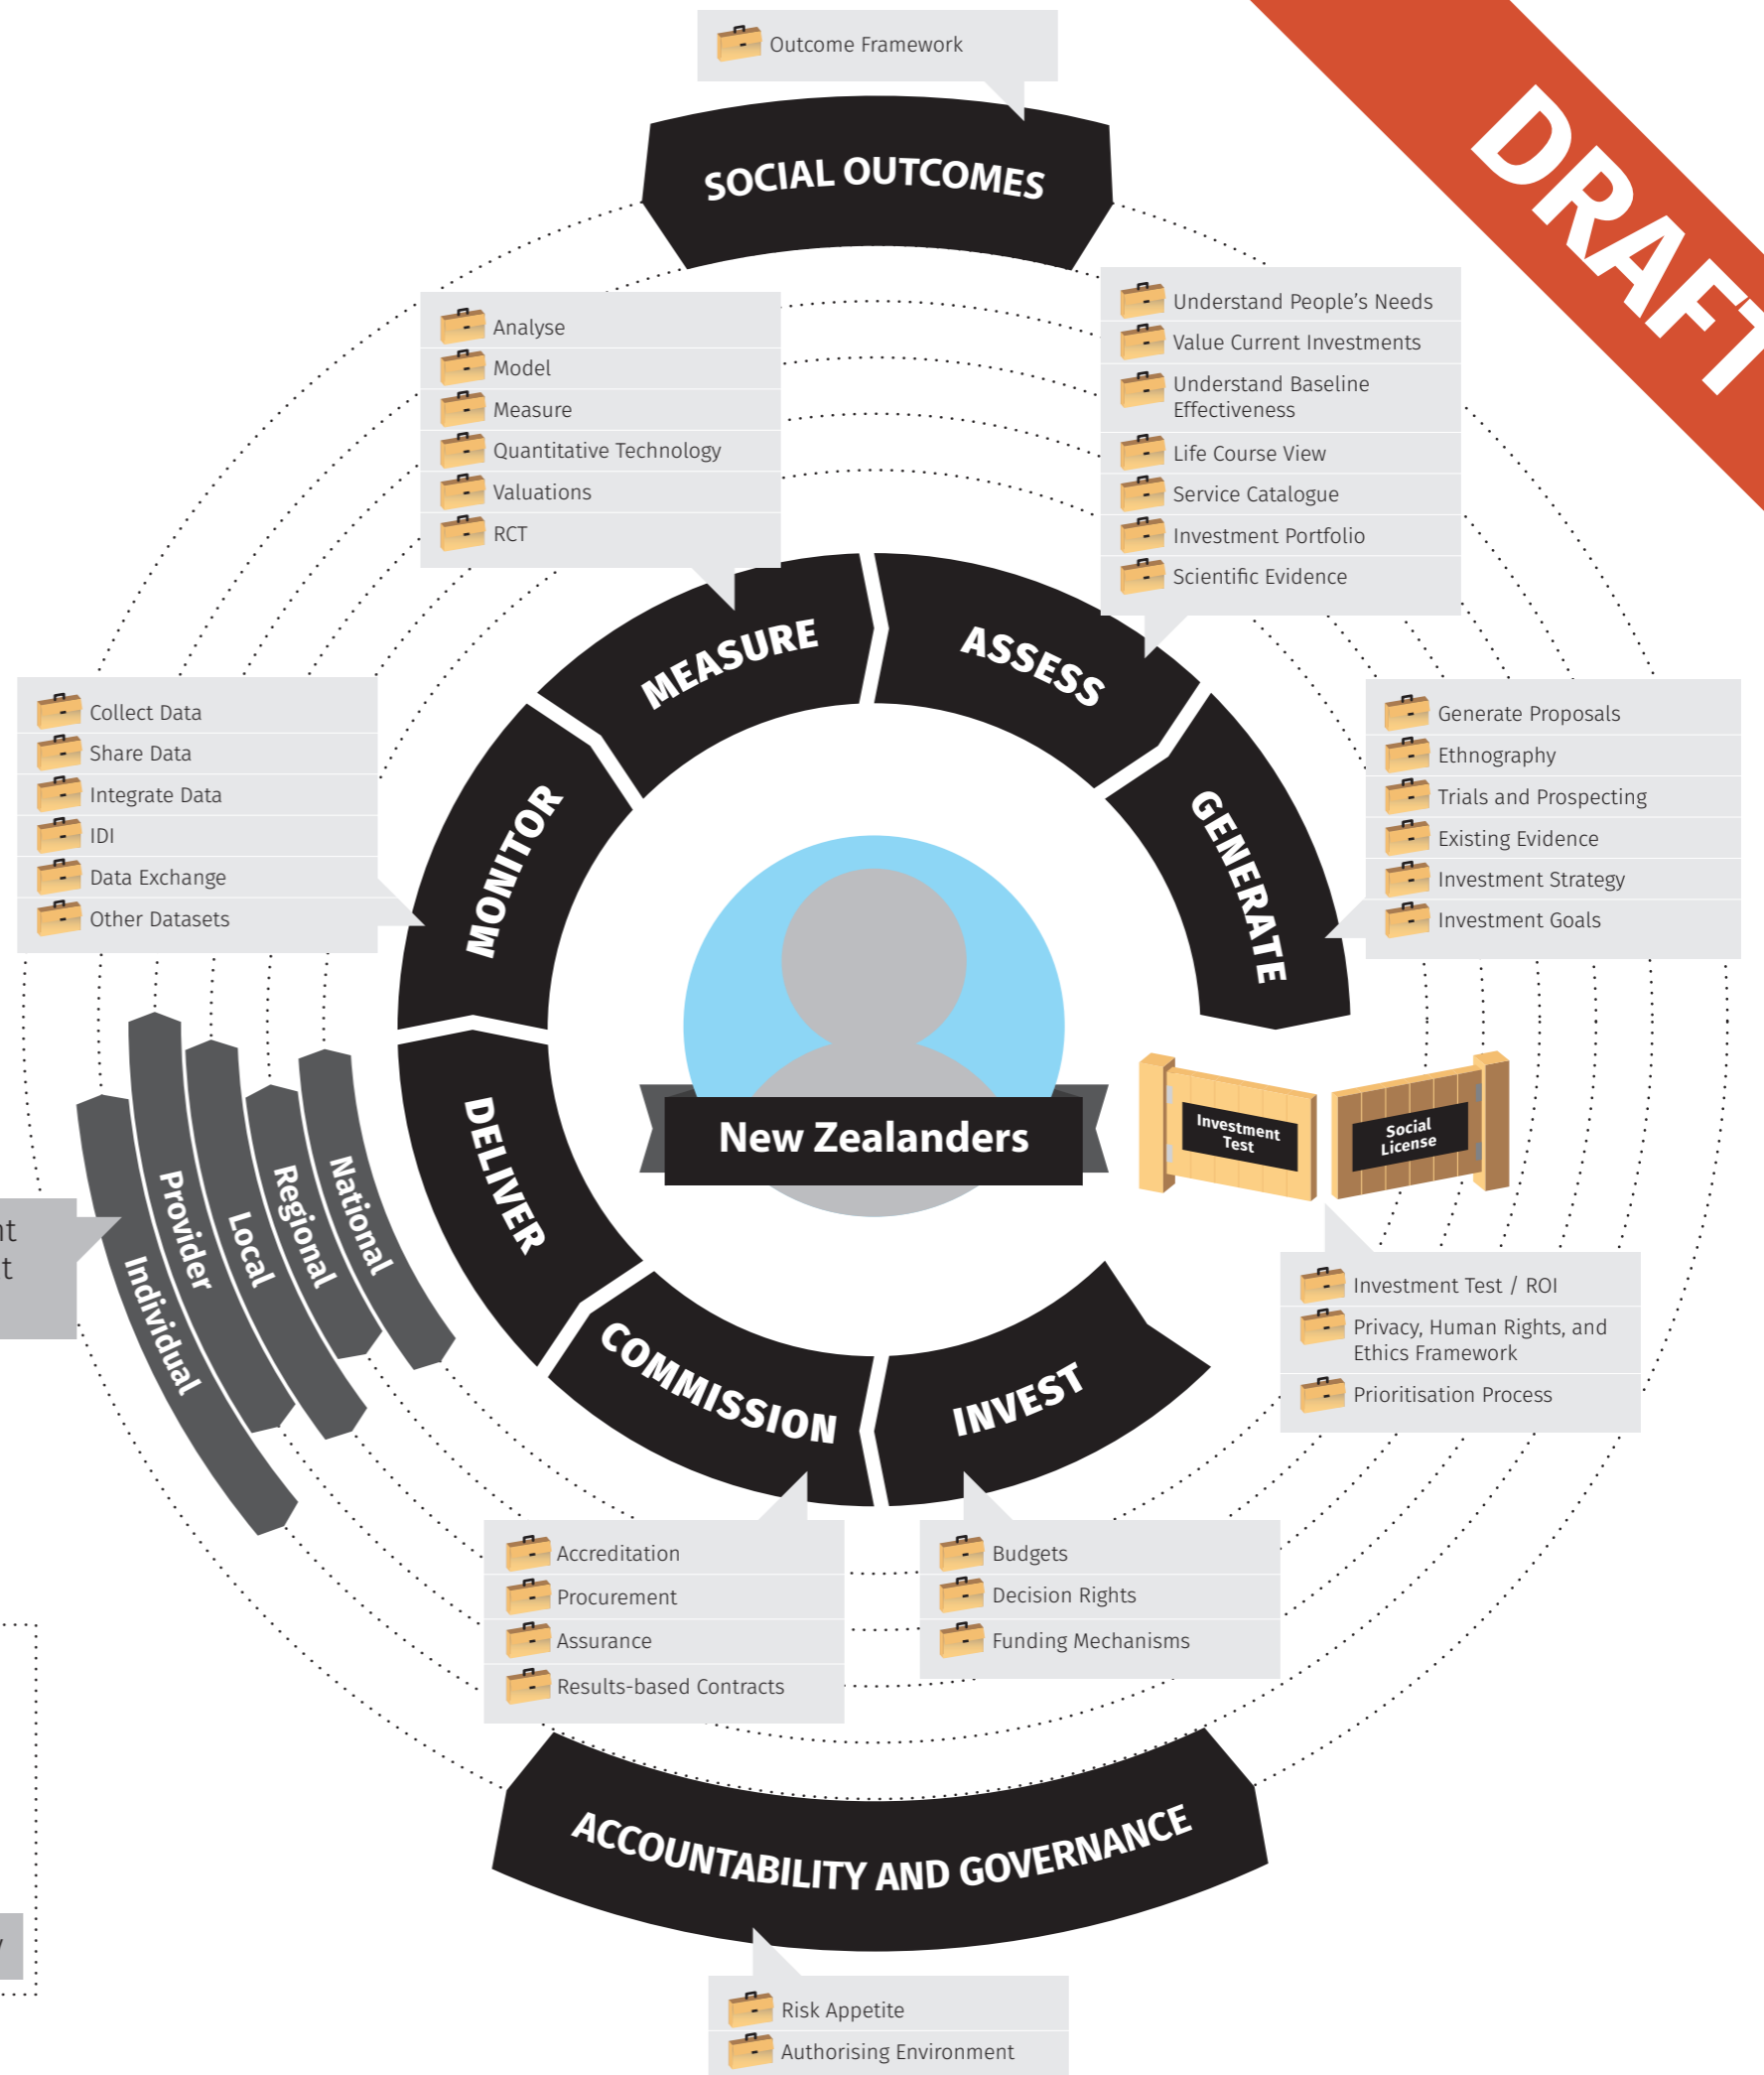 Outcome Framework
DRAFT
SOCIAL OUTCOMES
Analyse
Model
Measure
Quantitative Technology
Valuations
RCT
Understand People's Needs
Value Current Investments
Understand Baseline
Effectiveness
Life Course View
Service Catalogue
Investment Portfolio
Scientific Evidence
MEASURE
ASSESS
Collect Data
Share Data
Integrate Data
IDI
Data Exchange
Other Datasets
MONITOR
GENERATE
Generate Proposals
Ethnography
Trials and Prospecting
Existing Evidence
Investment Strategy
Investment Goals
New Zealanders
Investment
Test
Social
License
DELIVER
Individual
Provider
Local
Regional
National
Investment Test / ROI
Privacy, Human Rights, and
Ethics Framework
Prioritisation Process
COMMISSION
INVEST
Accreditation
Procurement
Assurance
Results-based Contracts
Budgets
Decision Rights
Funding Mechanisms
ACCOUNTABILITY AND GOVERNANCE
Risk Appetite
Authorising Environment